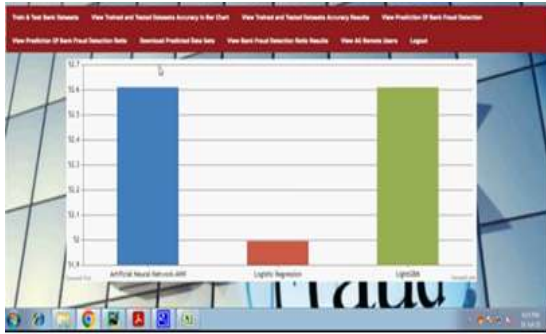 Train & Test Bank Datasets View Trained and Tested Datasets Accuracy in Bar Chart View Trained and Tested Datasets Accuracy Results View Prediction Of Bank Fraud Detection
View Prediction Of Bank Fraud Detection Ratio Download Predicted Data Sets View Bank Fraud Detection Ratio Results View All Remote Users Logout
52.7
52.6
52.4
52.3
52.2
52.1
52
51.9
Artificial Neural Network-ANN Logistic Regression LightGBM
Fraud